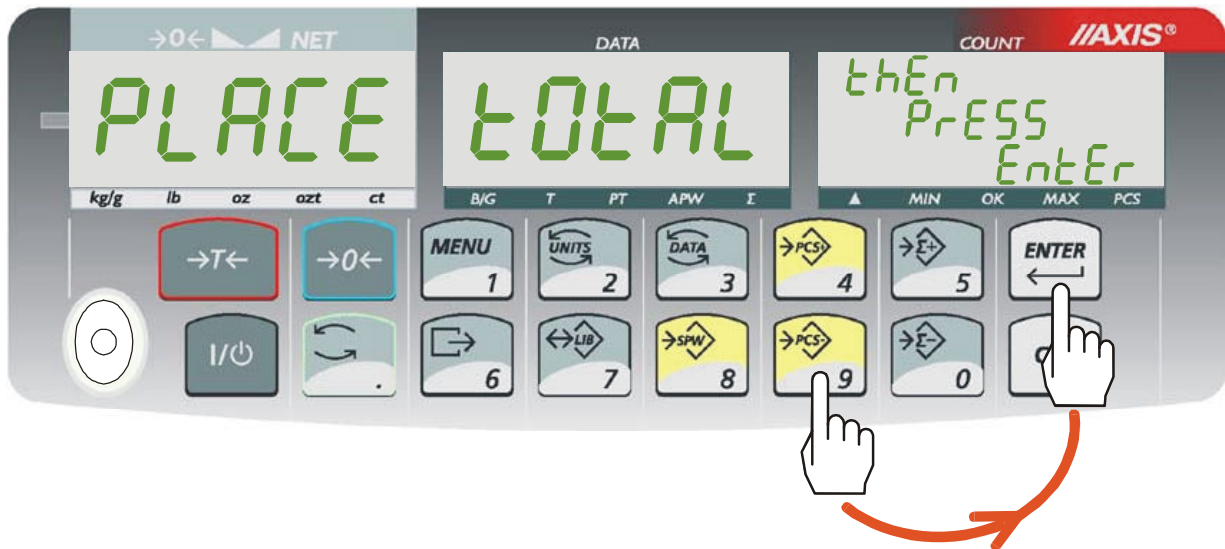 →0← NET DATA COUNT //AXIS®
PLACE tOtAL thEn
PrESS
EntEr
kg/g lb oz ozt ct B/G T PT APW Σ ▲ MIN OK MAX PCS
→T← →0← MENU 1 UNITS 2 DATA 3 →PCS+ 4 →Σ+ 5 ENTER
I/⏻ . 6 ↔LIB 7 →SPW 8 →PCS- 9 →Σ- 0